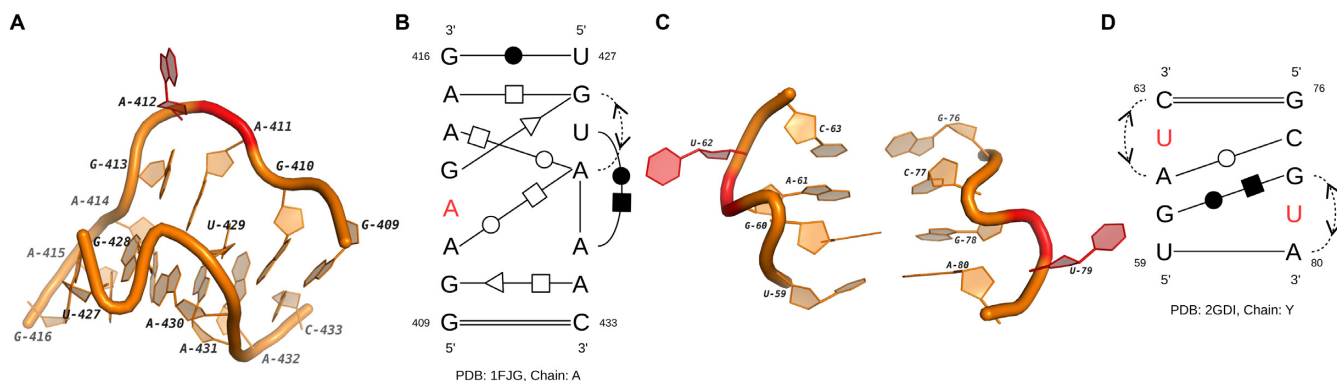 A
A-412
A-411
G-413
G-410
A-414
G-409
U-429
G-428
A-415
U-427
A-430
C-433
G-416
A-431
A-432
B
3' 5'
416 G U 427
A G
A U
G A
A
A A
G A
409 G C 433
5' 3'
PDB: 1FJG, Chain: A
C
G-76
C-63
U-62
C-77
A-61
G-60
G-78
A-80
U-79
U-59
D
3' 5'
63 C G 76
U C
A G
G U
59 U A 80
5' 3'
PDB: 2GDI, Chain: Y